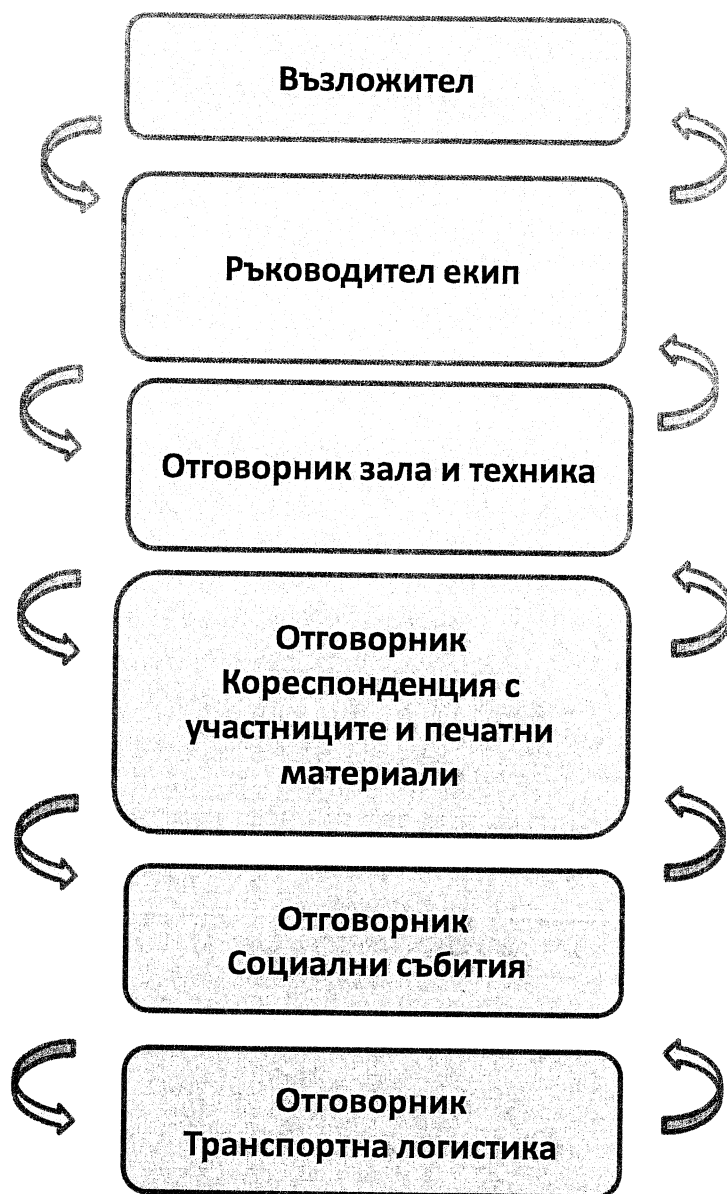 Възложител
Ръководител екип
Отговорник зала и техника
Отговорник
Кореспонденция с
участниците и печатни
материали
Отговорник
Социални събития
Отговорник
Транспортна логистика